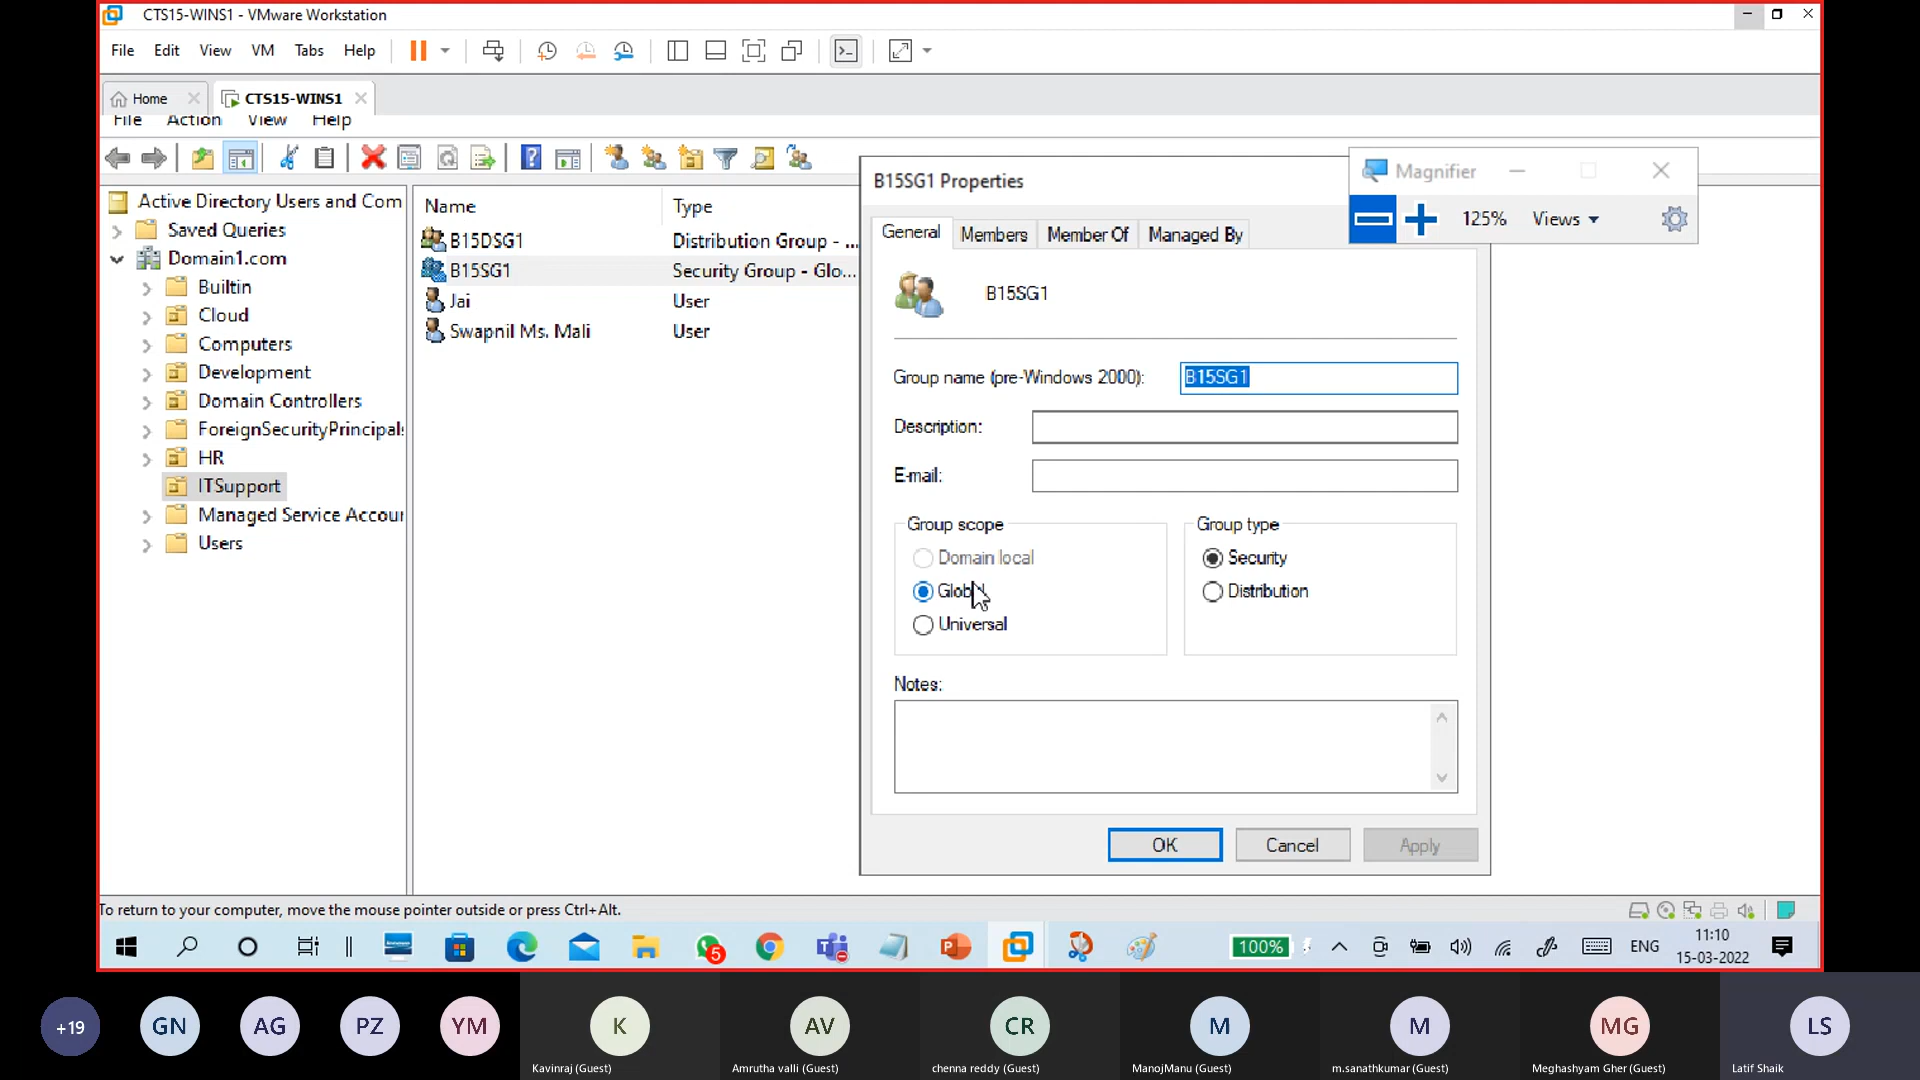 CTS15-WINS1 - VMware Workstation
File Edit View VM Tabs Help
Home
CTS15-WINS1
File Action View Help
Active Directory Users and Com
Saved Queries
Domain1.com
Builtin
Cloud
Computers
Development
Domain Controllers
ForeignSecurityPrincipal
HR
ITSupport
Managed Service Accour
Users
Name Type
B15DSG1 Distribution Group - ...
B15SG1 Security Group - Glo...
Jai User
Swapnil Ms. Mali User
B15SG1 Properties
Magnifier
125% Views
General Members Member Of Managed By
B15SG1
Group name (pre-Windows 2000): B15SG1
Description:
E-mail:
Group scope
Domain local
Global
Universal
Group type
Security
Distribution
Notes:
OK Cancel Apply
To return to your computer, move the mouse pointer outside or press Ctrl+Alt.
5
100%
ENG
11:10
15-03-2022
+19 GN AG PZ YM K AV CR M M MG LS
Kavinraj (Guest) Amrutha valli (Guest) chenna reddy (Guest) ManojManu (Guest) m.sanathkumar (Guest) Meghashyam Gher (Guest) Latif Shaik